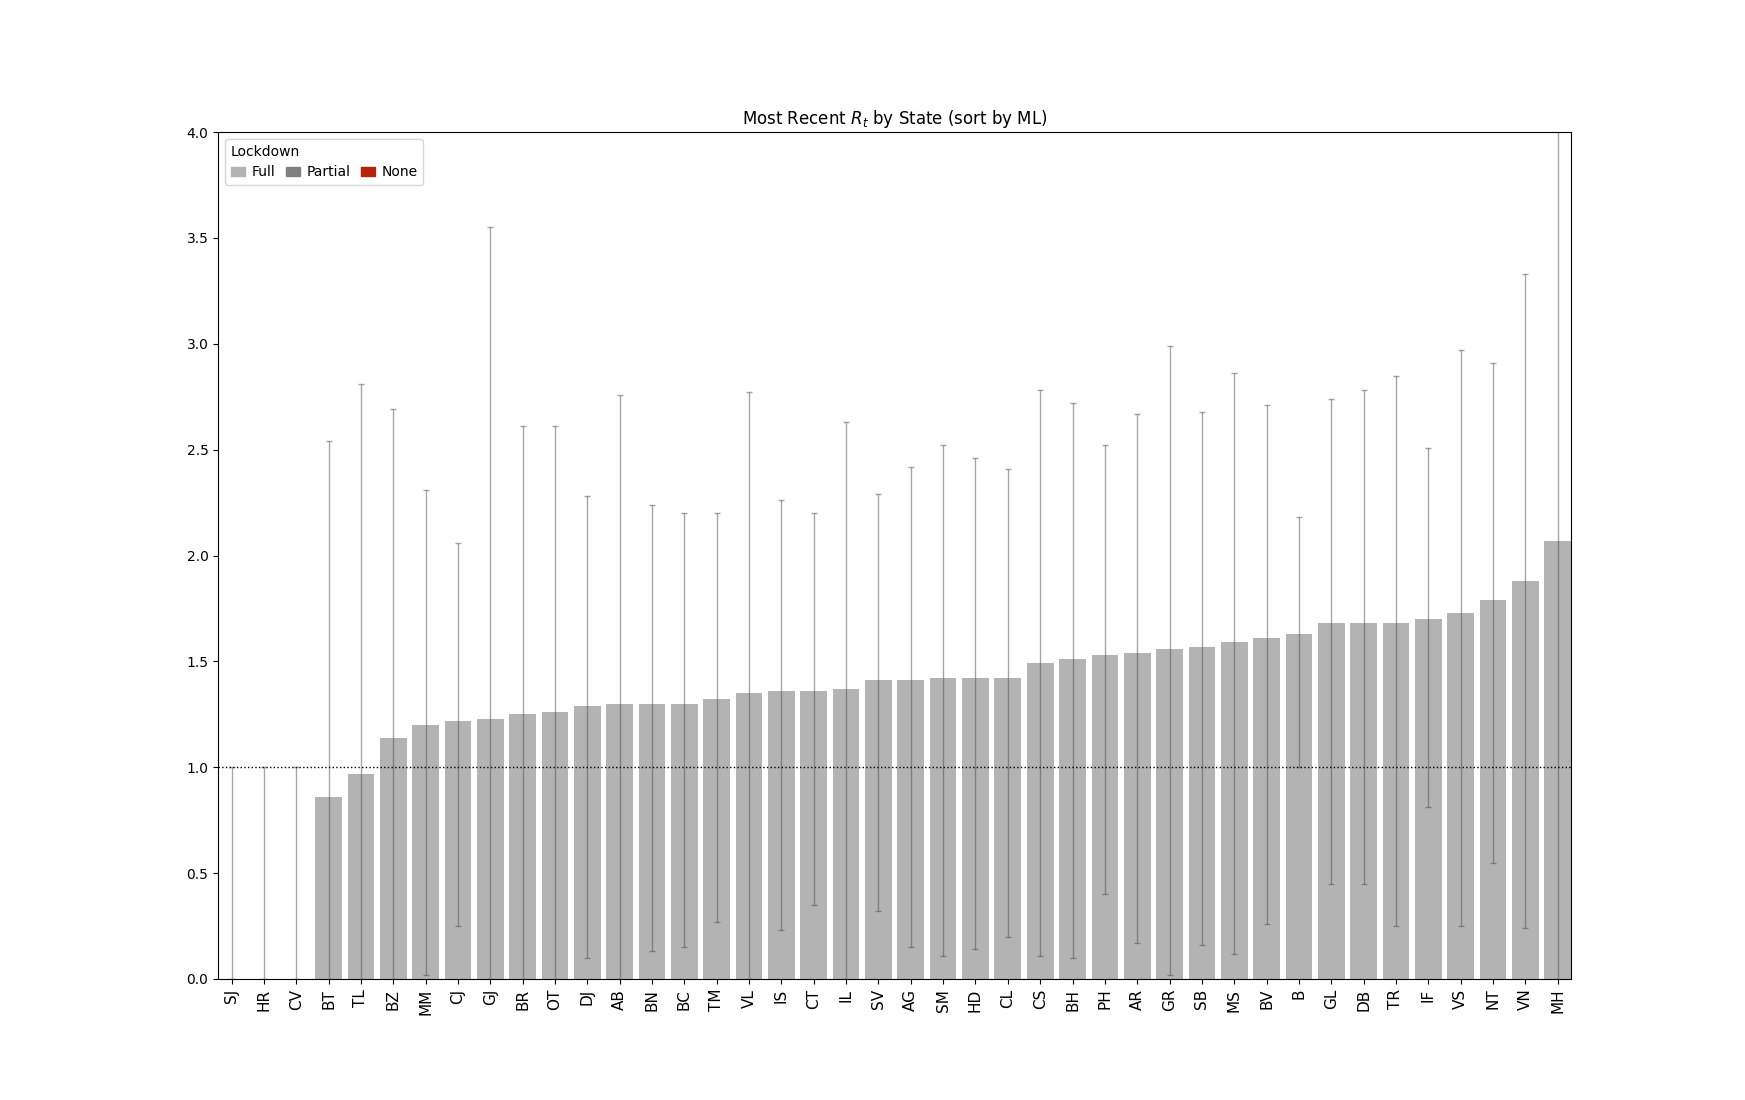 Most Recent Rt by State (sort by ML)
4.0
Lockdown
Full Partial None
3.5
3.0
2.5
2.0
1.5
1.0
0.5
0.0
SJ HR CV BT TL BZ MM CJ GJ BR OT DJ AB BN BC TM VL IS CT IL SV AG SM HD CL CS BH PH AR GR SB MS BV B GL DB TR IF VS NT VN MH